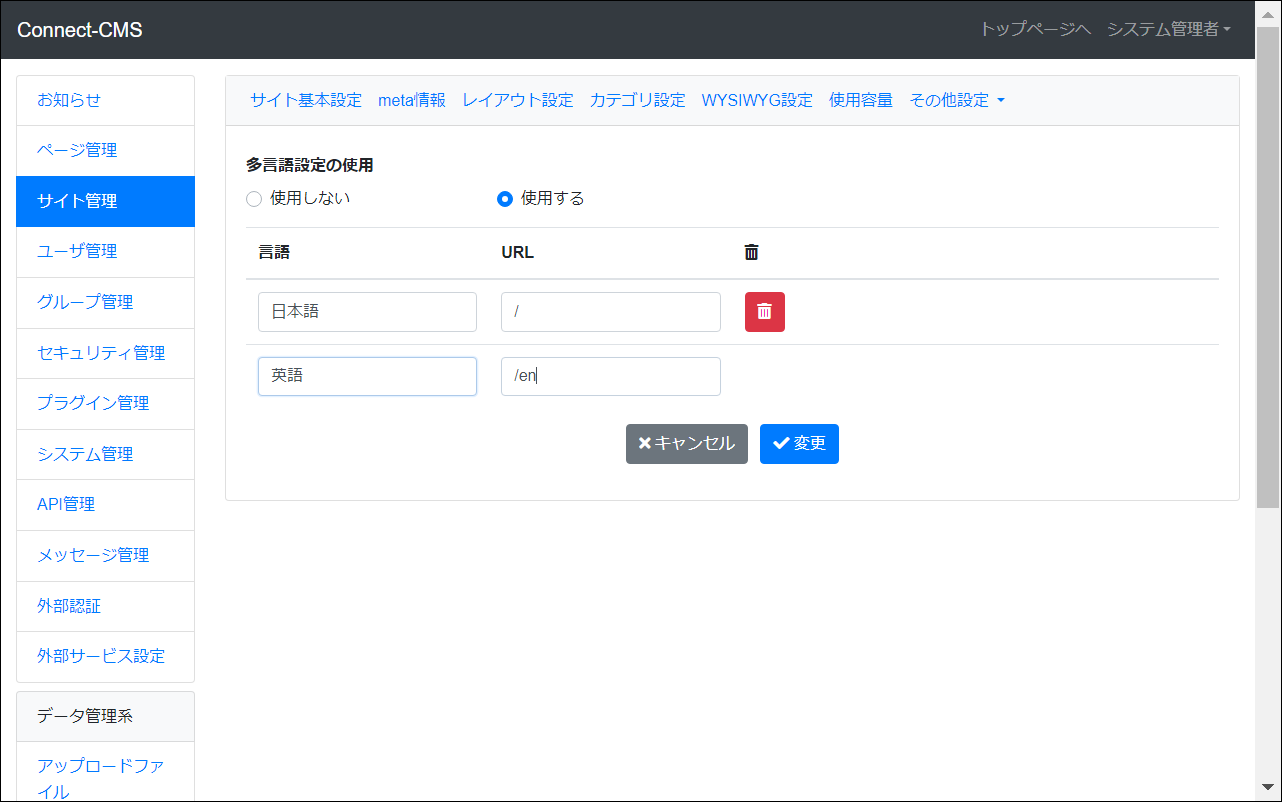 Connect-CMS
トップページへ システム管理者
お知らせ
ページ管理
サイト管理
ユーザ管理
グループ管理
セキュリティ管理
プラグイン管理
システム管理
API管理
メッセージ管理
外部認証
外部サービス設定
データ管理系
アップロードファ
イル
サイト基本設定 meta情報 レイアウト設定 カテゴリ設定 WYSIWYG設定 使用容量 その他設定
多言語設定の使用
使用しない 使用する
言語 URL
日本語 /
英語 /en
キャンセル 変更